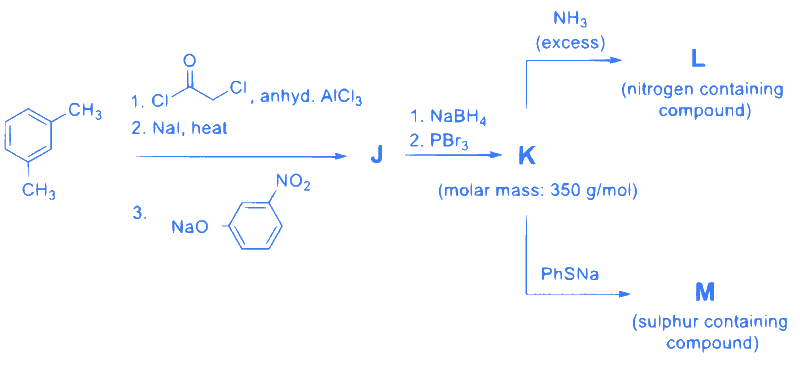 CH3
CH3
O
1. Cl
Cl
, anhyd. AlCl3
2. NaI, heat
3.
NaO
NO2
J
1. NaBH4
2. PBr3
K
(molar mass: 350 g/mol)
NH3
(excess)
L
(nitrogen containing
compound)
PhSNa
M
(sulphur containing
compound)